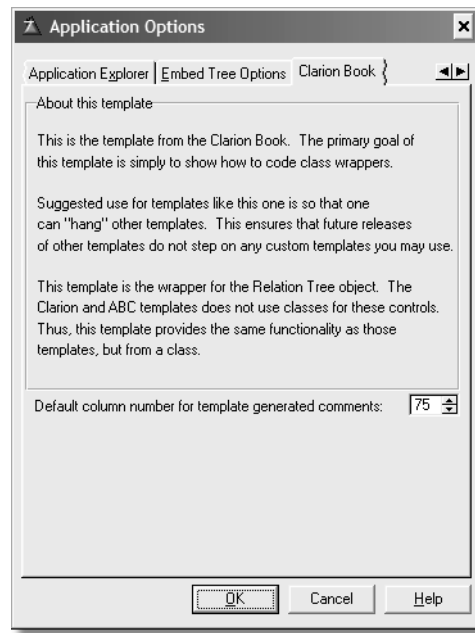 Application Options
Application Explorer Embed Tree Options Clarion Book
About this template
This is the template from the Clarion Book. The primary goal of
this template is simply to show how to code class wrappers.
Suggested use for templates like this one is so that one
can "hang" other templates. This ensures that future releases
of other templates do not step on any custom templates you may use.
This template is the wrapper for the Relation Tree object. The
Clarion and ABC templates does not use classes for these controls.
Thus, this template provides the same functionality as those
templates, but from a class.
Default column number for template generated comments: 75
OK Cancel Help